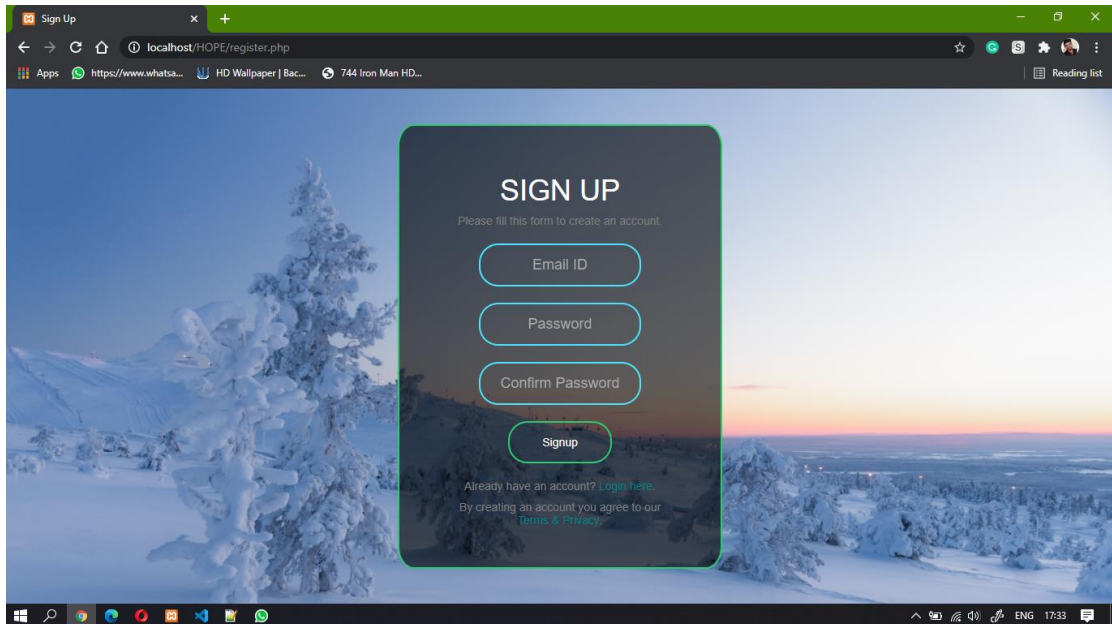 Sign Up
localhost/HOPE/register.php
Apps https://www.whatsa... HD Wallpaper | Bac... 744 Iron Man HD... Reading list
SIGN UP
Please fill this form to create an account.
Email ID
Password
Confirm Password
Signup
Already have an account? Login here.
By creating an account you agree to our
Terms & Privacy.
ENG 17:33